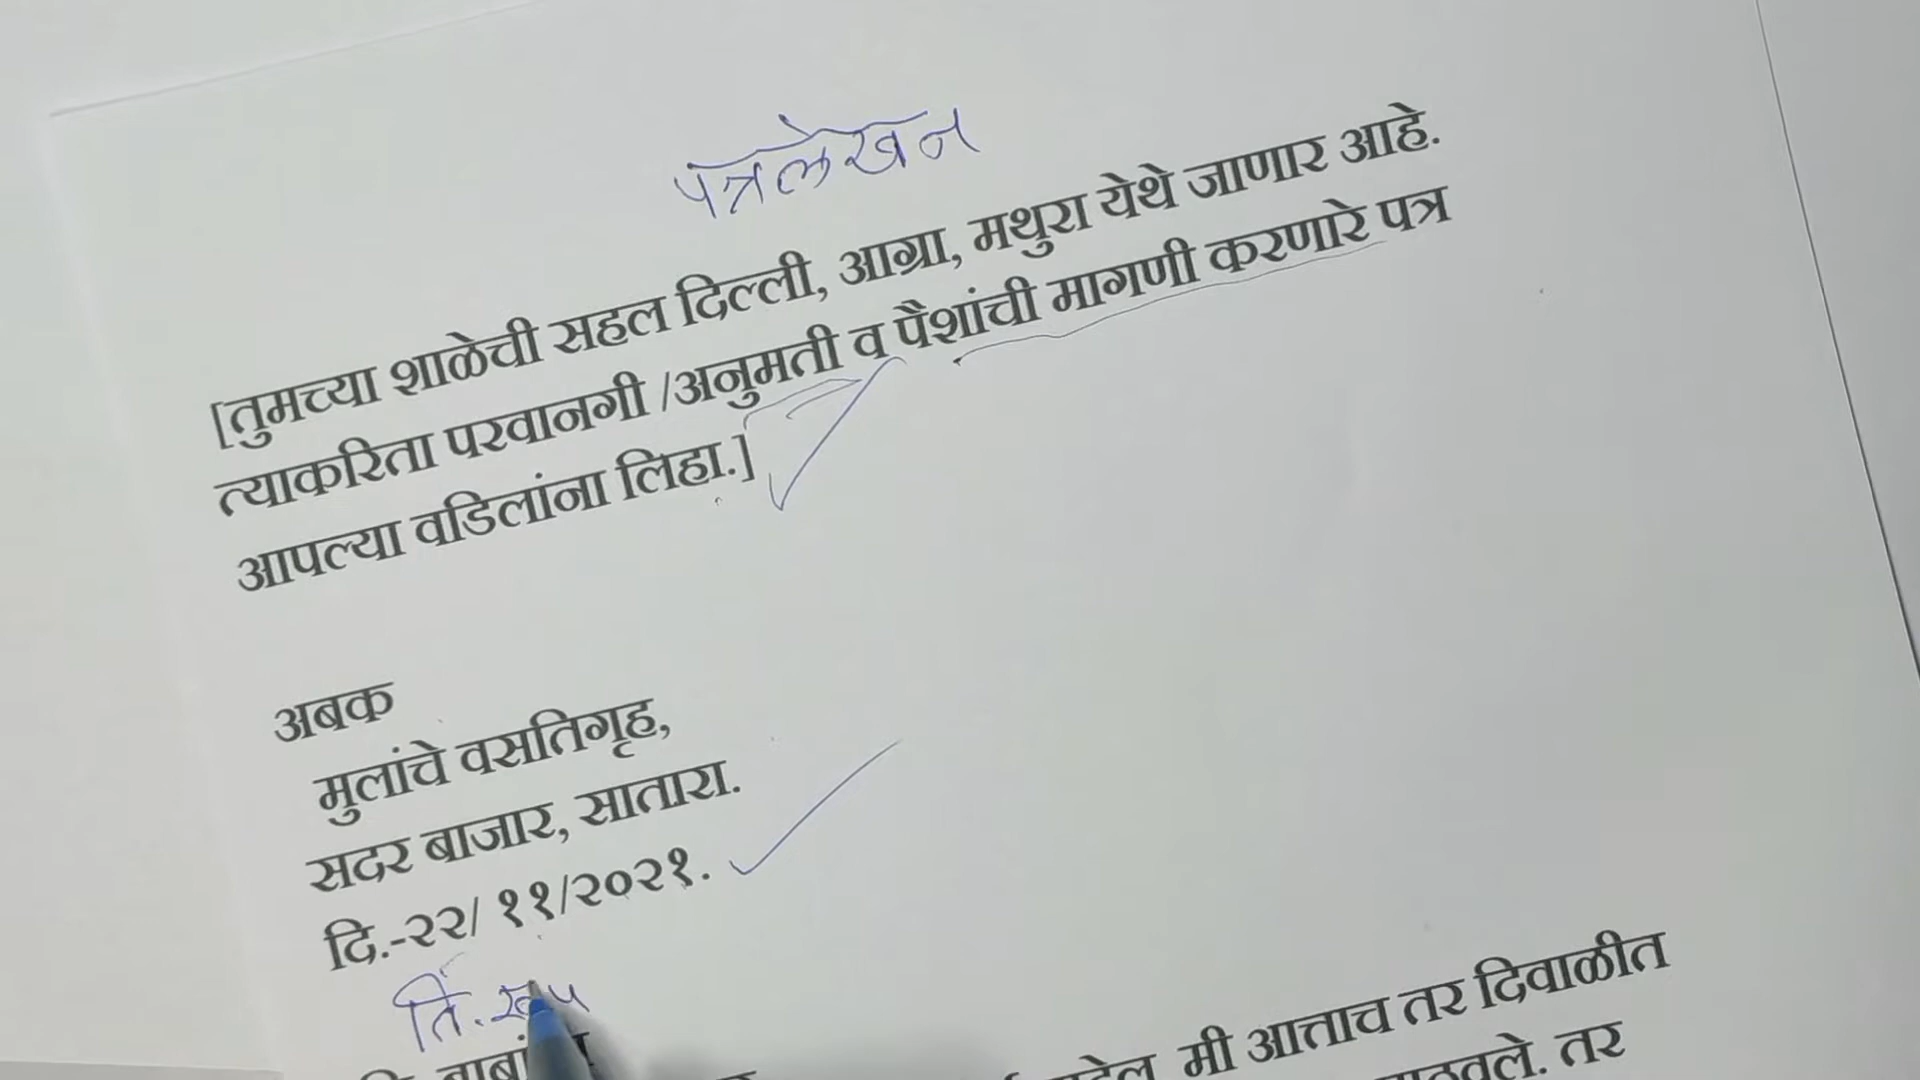 पत्रलेखन
[तुमच्या शाळेची सहल दिल्ली, आग्रा, मथुरा येथे जाणार आहे.
त्याकरिता परवानगी /अनुमती व पैशांची मागणी करणारे पत्र
आपल्या वडिलांना लिहा.]
अबक
मुलांचे वसतिगृह,
सदर बाजार, सातारा.
दि.-२२/ ११/२०२१.
ति. रूप
मी आत्ताच तर दिवाळीत
तर